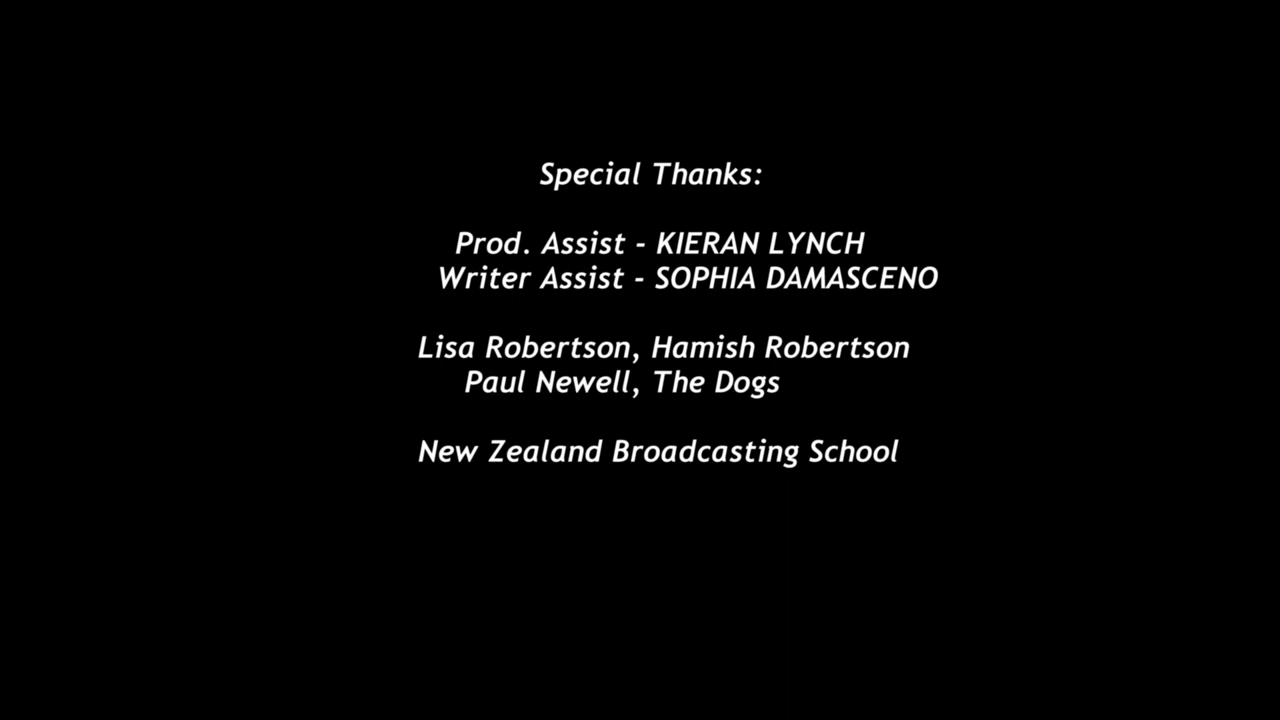 Special Thanks:
Prod. Assist - KIERAN LYNCH
Writer Assist - SOPHIA DAMASCENO
Lisa Robertson, Hamish Robertson
Paul Newell, The Dogs
New Zealand Broadcasting School